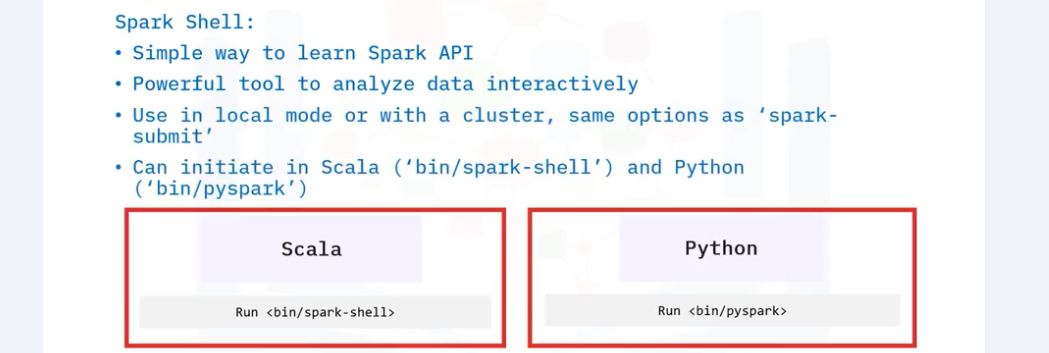 Spark Shell:
• Simple way to learn Spark API
• Powerful tool to analyze data interactively
• Use in local mode or with a cluster, same options as ‘spark-
submit’
• Can initiate in Scala (‘bin/spark-shell’) and Python
(‘bin/pyspark’)
Scala
Run <bin/spark-shell>
Python
Run <bin/pyspark>